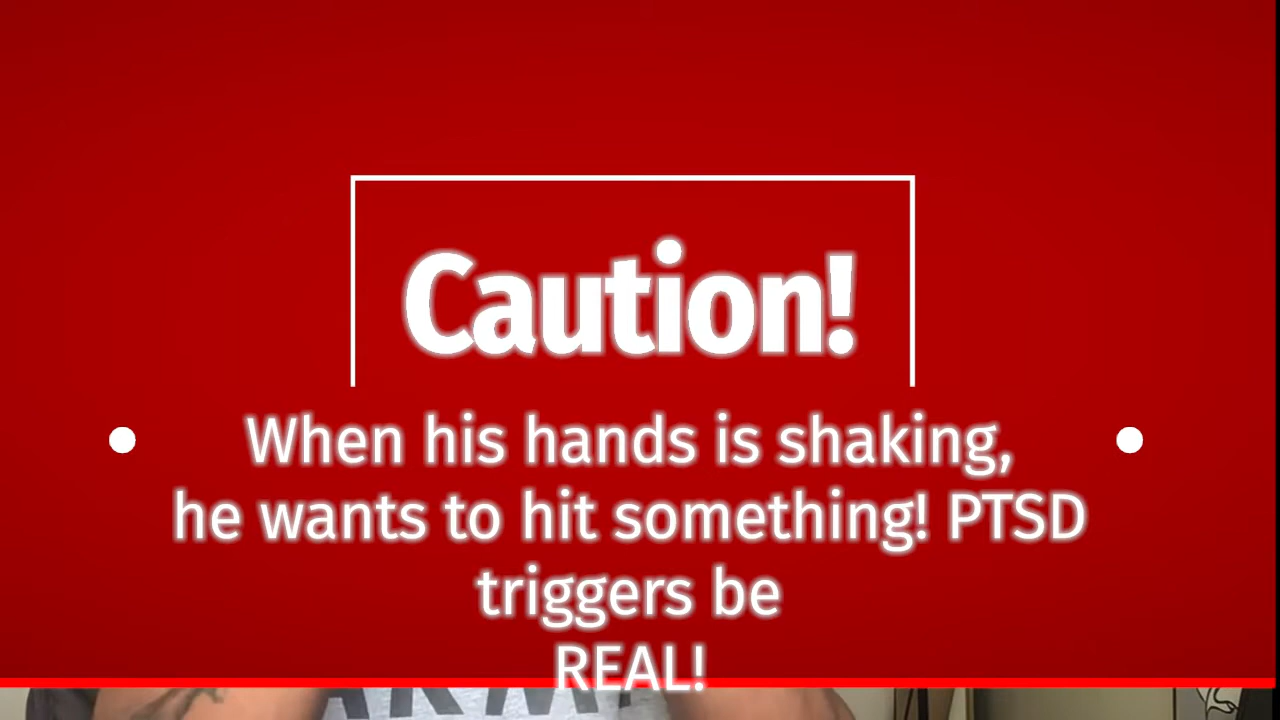 Caution!
When his hands is shaking,
he wants to hit something! PTSD
triggers be
REAL!